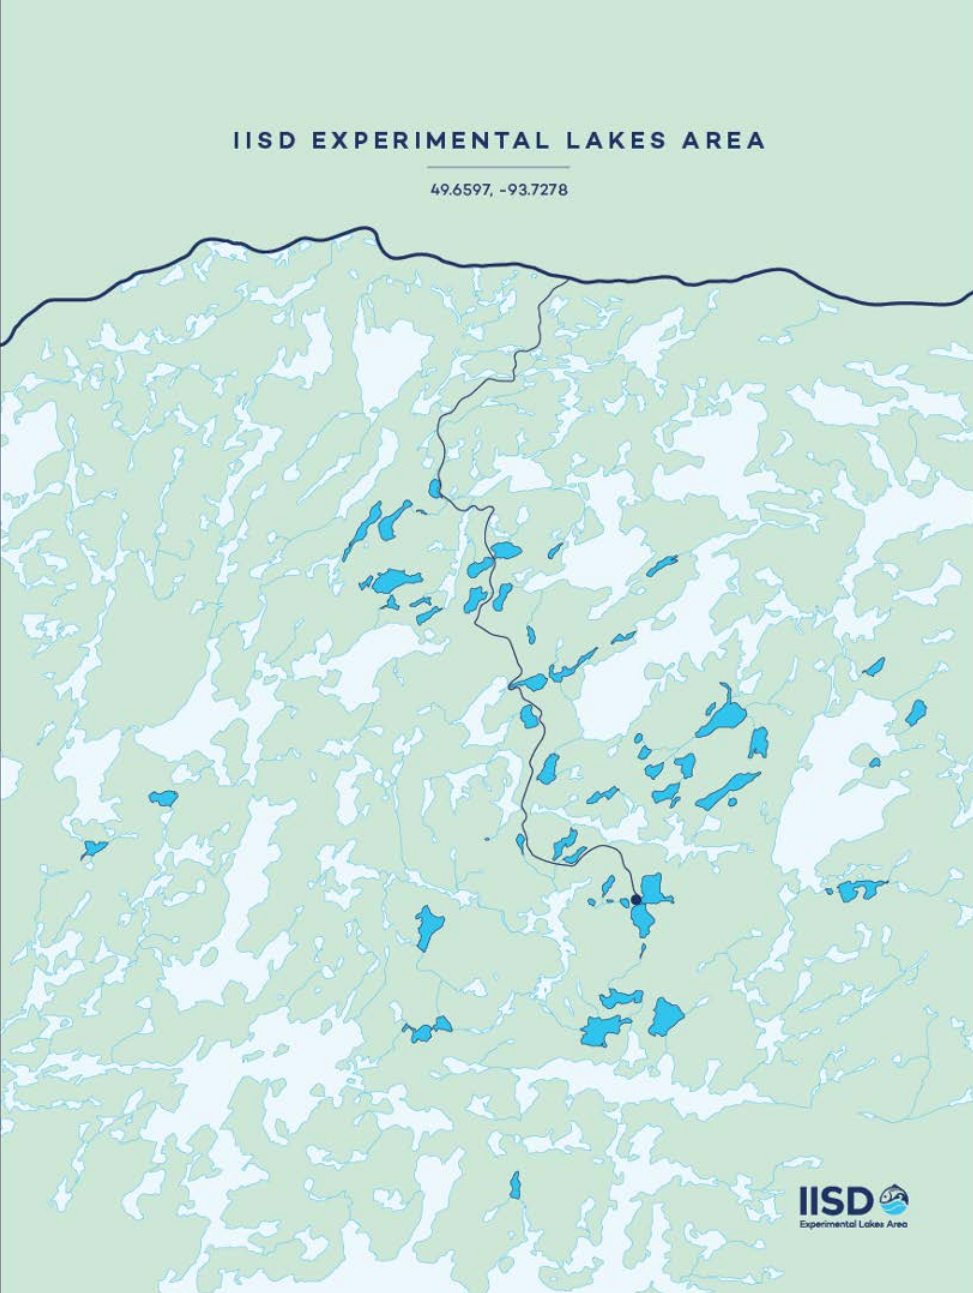 IISD EXPERIMENTAL LAKES AREA
49.6597, -93.7278
IISD
Experimental Lakes Area